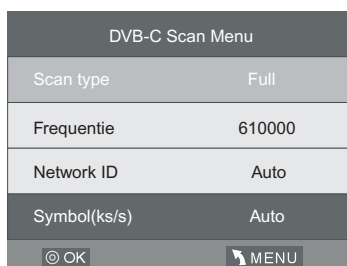 DVB-C Scan Menu
Scan type Full
Frequentie 610000
Network ID Auto
Symbol(ks/s) Auto
OK MENU